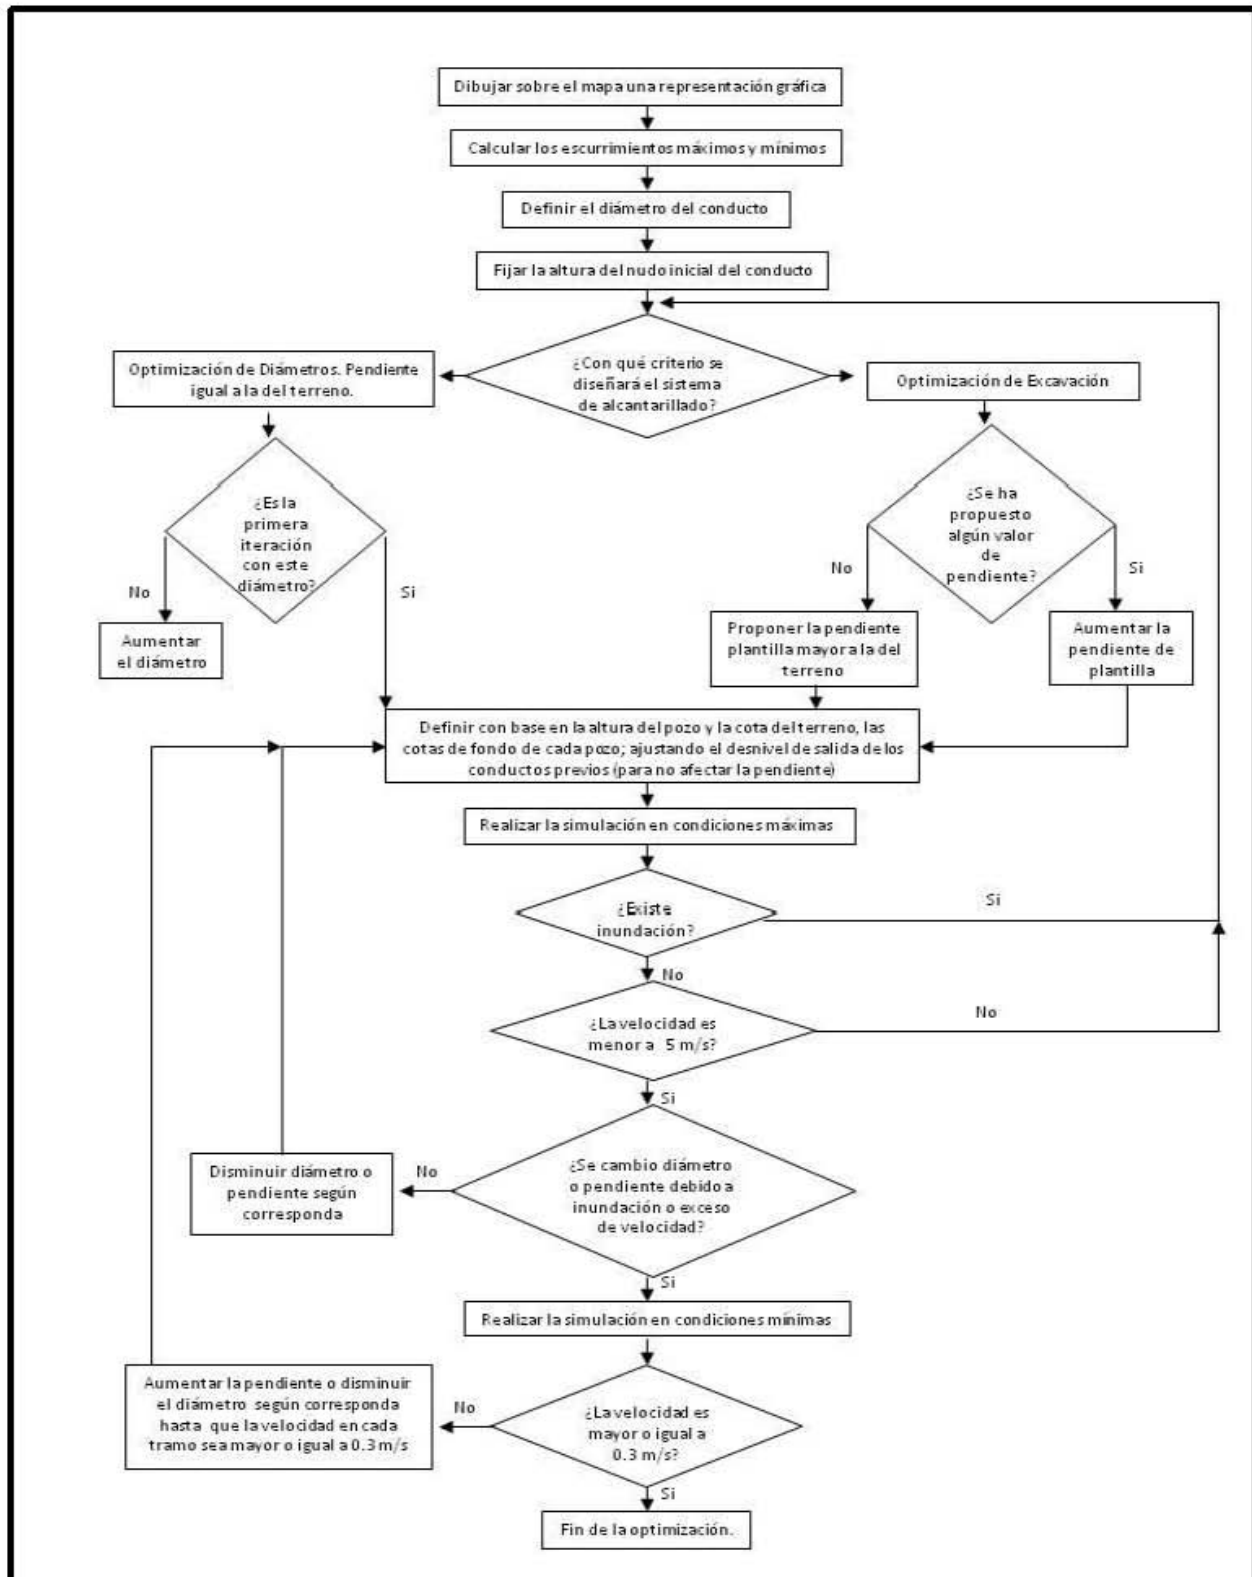 Dibujar sobre el mapa una representación gráfica
Calcular los escurrimientos máximos y mínimos
Definir el diámetro del conducto
Fijar la altura del nudo inicial del conducto
¿Con qué criterio se
diseñará el sistema
de alcantarillado?
Optimización de Diámetros. Pendiente
igual a la del terreno.
Optimización de Excavación
¿Es la
primera
iteración
con este
diámetro?
¿Se ha
propuesto
algún valor
de
pendiente?
No
Si
No
Si
Aumentar
el diámetro
Proponer la pendiente
plantilla mayor a la del
terreno
Aumentar la
pendiente de
plantilla
Definir con base en la altura del pozo y la cota del terreno, las
cotas de fondo de cada pozo; ajustando el desnivel de salida de los
conductos previos (para no afectar la pendiente)
Realizar la simulación en condiciones máximas
¿Existe
inundación?
Si
No
¿La velocidad es
menor a 5 m/s?
No
Si
¿Se cambio diámetro
o pendiente debido a
inundación o exceso
de velocidad?
No
Disminuir diámetro o
pendiente según
corresponda
Si
Realizar la simulación en condiciones mínimas
¿La velocidad es
mayor o igual a
0.3 m/s?
No
Aumentar la pendiente o disminuir
el diámetro según corresponda
hasta que la velocidad en cada
tramo sea mayor o igual a 0.3 m/s
Si
Fin de la optimización.